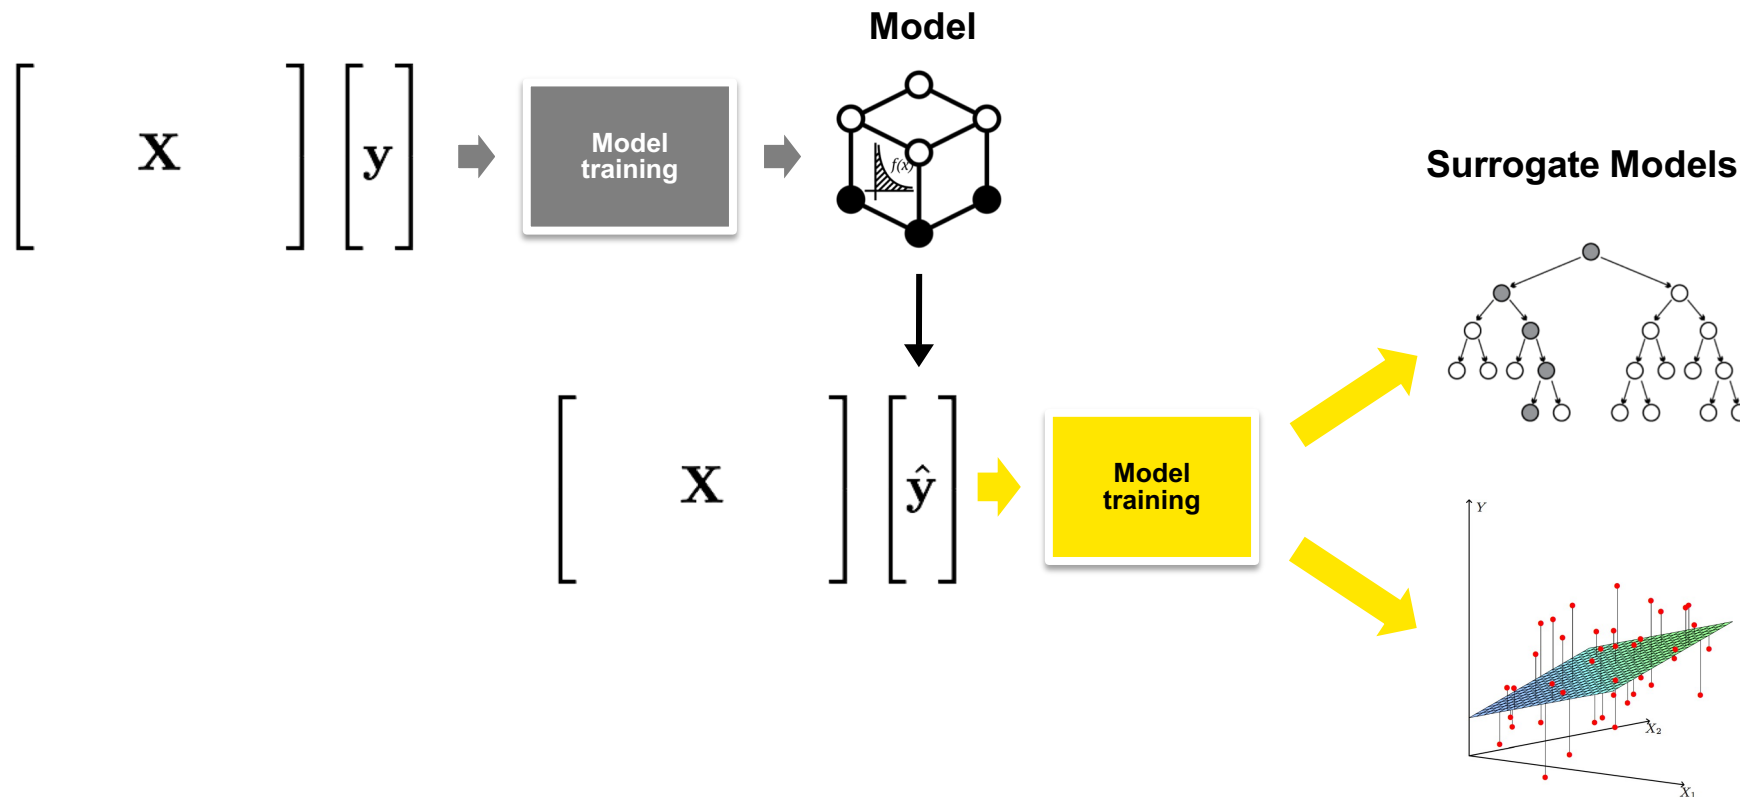 Model
X
y
Model
training
f(x)
Surrogate Models
X
ŷ
Model
training
Y
X₂
X₁